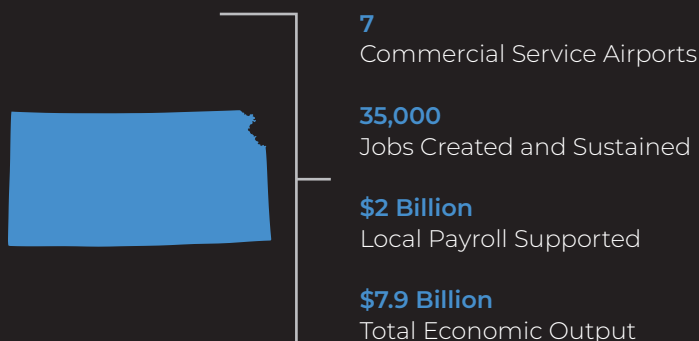 7
Commercial Service Airports
35,000
Jobs Created and Sustained
$2 Billion
Local Payroll Supported
$7.9 Billion
Total Economic Output